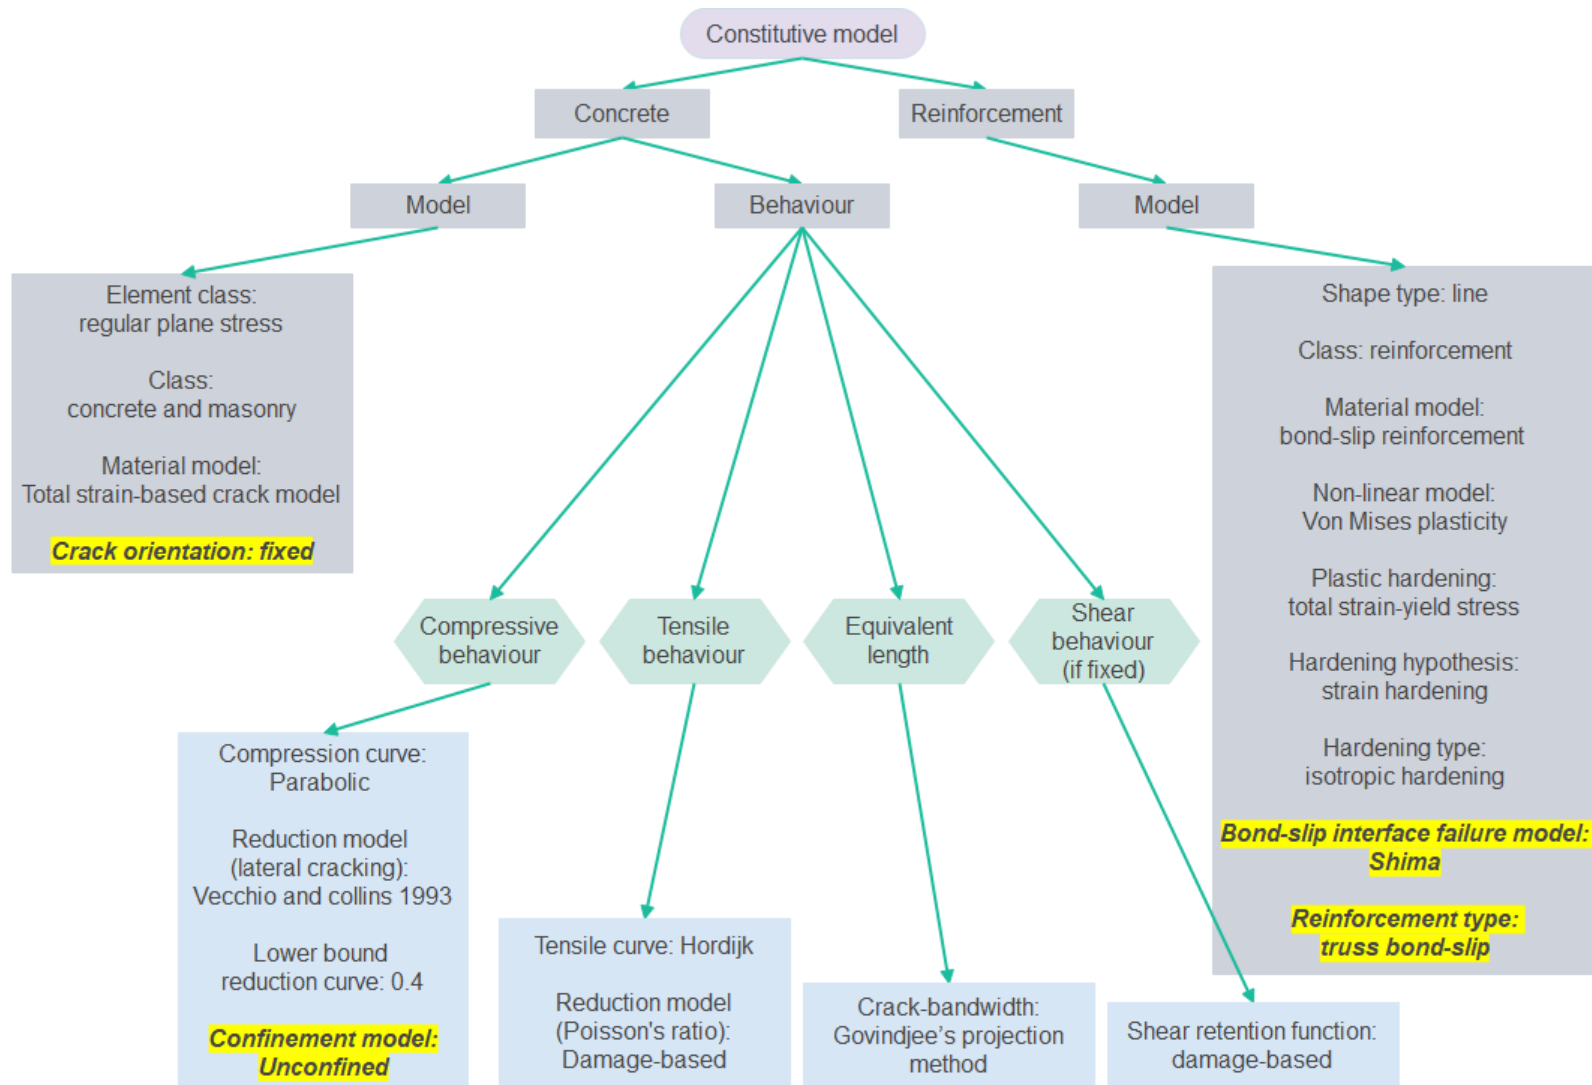 Constitutive model
Concrete
Reinforcement
Model
Behaviour
Model
Element class:
regular plane stress
Class:
concrete and masonry
Material model:
Total strain-based crack model
Crack orientation: fixed
Shape type: line
Class: reinforcement
Material model:
bond-slip reinforcement
Non-linear model:
Von Mises plasticity
Plastic hardening:
total strain-yield stress
Hardening hypothesis:
strain hardening
Hardening type:
isotropic hardening
Bond-slip interface failure model:
Shima
Reinforcement type:
truss bond-slip
Compressive
behaviour
Tensile
behaviour
Equivalent
length
Shear
behaviour
(if fixed)
Compression curve:
Parabolic
Reduction model
(lateral cracking):
Vecchio and collins 1993
Lower bound
reduction curve: 0.4
Confinement model:
Unconfined
Tensile curve: Hordijk
Reduction model
(Poisson's ratio):
Damage-based
Crack-bandwidth:
Govindjee’s projection
method
Shear retention function:
damage-based